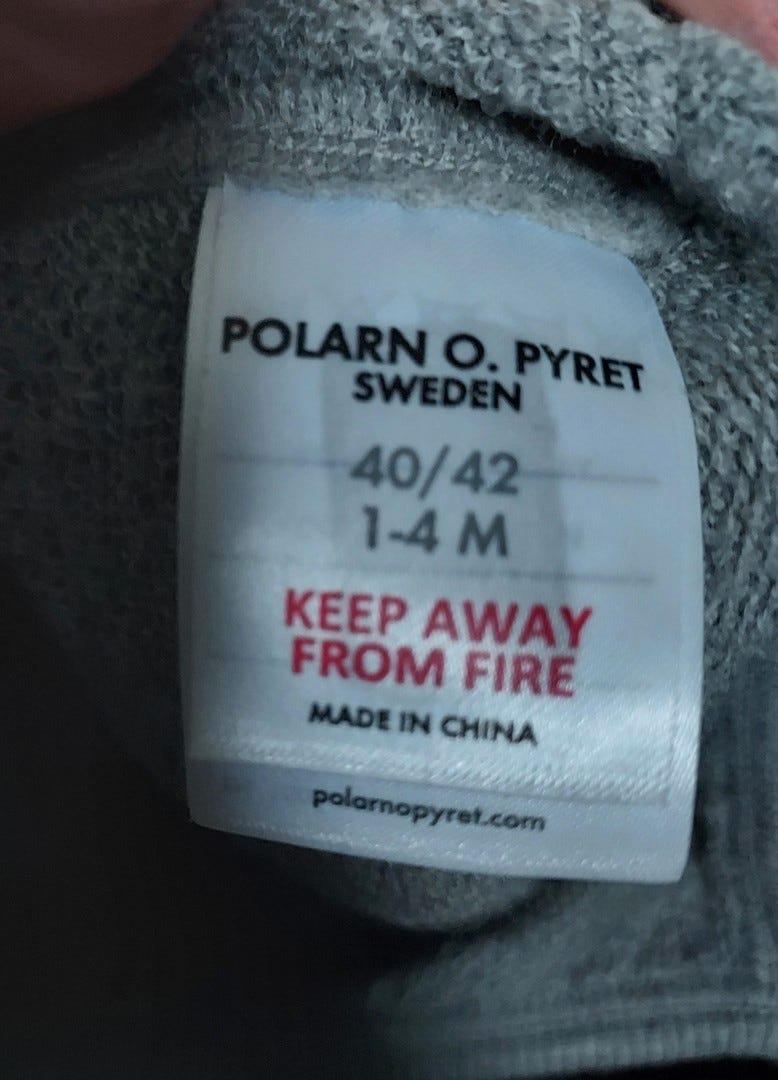 POLARN O. PYRET
SWEDEN
40/42
1-4 M
KEEP AWAY
FROM FIRE
MADE IN CHINA
polarnopyret.com